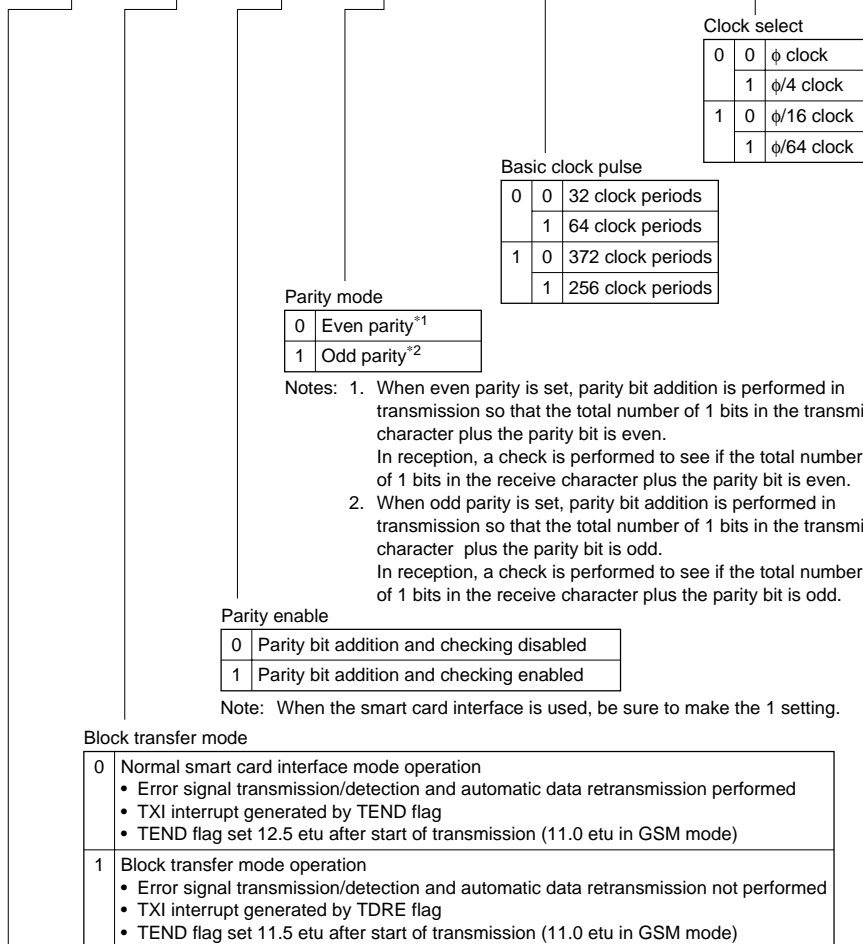 Clock select
0 0 ϕ clock
1 ϕ/4 clock
1 0 ϕ/16 clock
1 ϕ/64 clock
Basic clock pulse
0 0 32 clock periods
1 64 clock periods
1 0 372 clock periods
1 256 clock periods
Parity mode
0 Even parity*1
1 Odd parity*2
Notes: 1. When even parity is set, parity bit addition is performed in
transmission so that the total number of 1 bits in the transmi
character plus the parity bit is even.
In reception, a check is performed to see if the total number
of 1 bits in the receive character plus the parity bit is even.
2. When odd parity is set, parity bit addition is performed in
transmission so that the total number of 1 bits in the transmi
character plus the parity bit is odd.
In reception, a check is performed to see if the total number
of 1 bits in the receive character plus the parity bit is odd.
Parity enable
0 Parity bit addition and checking disabled
1 Parity bit addition and checking enabled
Note: When the smart card interface is used, be sure to make the 1 setting.
Block transfer mode
0 Normal smart card interface mode operation
• Error signal transmission/detection and automatic data retransmission performed
• TXI interrupt generated by TEND flag
• TEND flag set 12.5 etu after start of transmission (11.0 etu in GSM mode)
1 Block transfer mode operation
• Error signal transmission/detection and automatic data retransmission not performed
• TXI interrupt generated by TDRE flag
• TEND flag set 11.5 etu after start of transmission (11.0 etu in GSM mode)